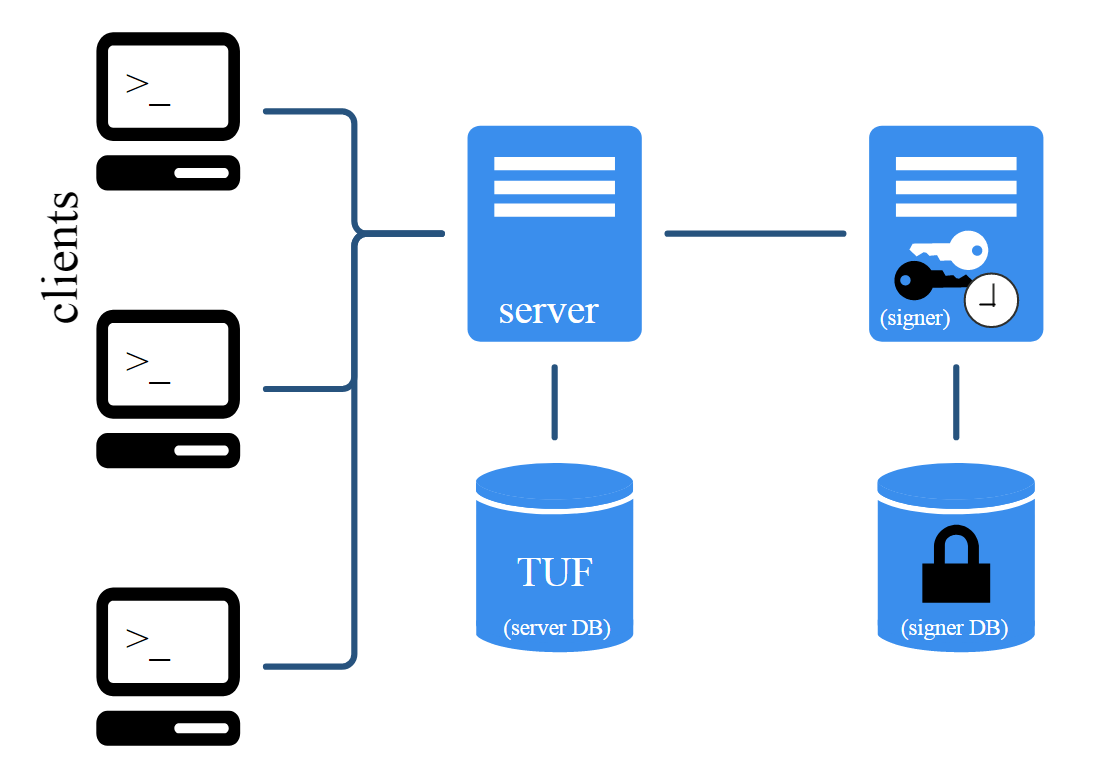 clients
>_
>_
>_
server
(signer)
TUF
(server DB)
(signer DB)